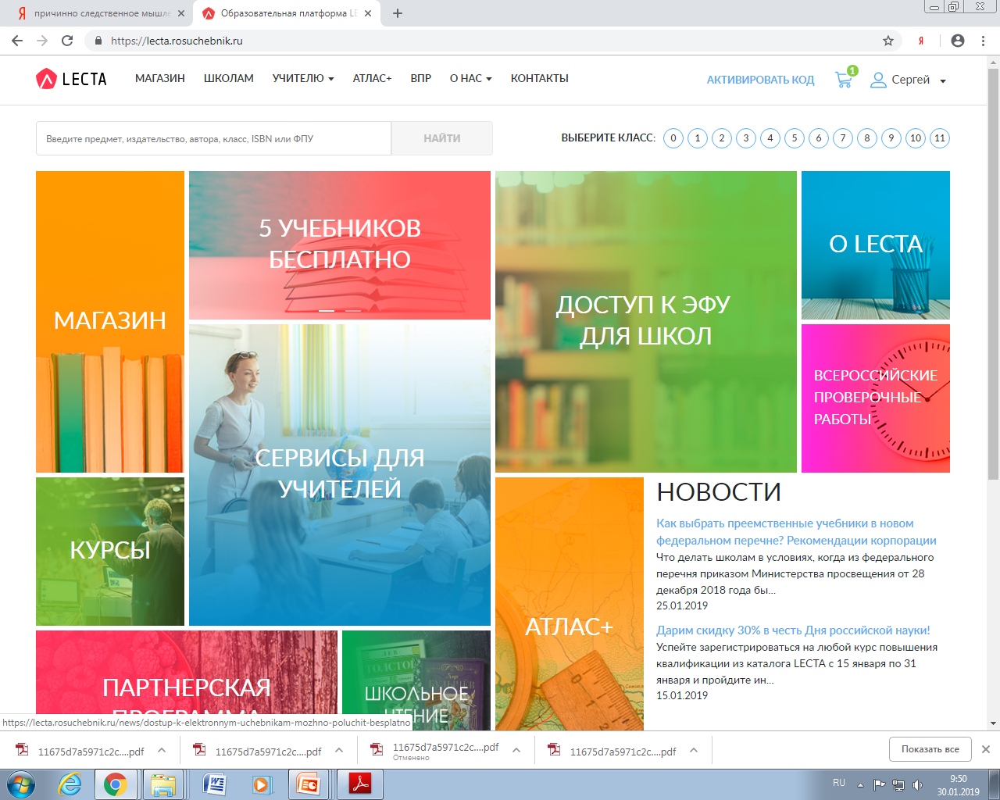 причинно следственное мышле
Образовательная платформа LE
https://lecta.rosuchebnik.ru
LECTA
МАГАЗИН
ШКОЛАМ
УЧИТЕЛЮ
АТЛАС+
ВПР
О НАС
КОНТАКТЫ
АКТИВИРОВАТЬ КОД
1
Сергей
Введите предмет, издательство, автора, класс, ISBN или ФПУ
НАЙТИ
ВЫБЕРИТЕ КЛАСС: 0 1 2 3 4 5 6 7 8 9 10 11
МАГАЗИН
5 УЧЕБНИКОВ
БЕСПЛАТНО
ДОСТУП К ЭФУ
ДЛЯ ШКОЛ
О LECTA
ВСЕРОССИЙСКИЕ
ПРОВЕРОЧНЫЕ
РАБОТЫ
СЕРВИСЫ ДЛЯ
УЧИТЕЛЕЙ
КУРСЫ
АТЛАС+
НОВОСТИ
Как выбрать преемственные учебники в новом
федеральном перечне? Рекомендации корпорации
Что делать школам в условиях, когда из федерального
перечня приказом Министерства просвещения от 28
декабря 2018 года бы...
25.01.2019
Дарим скидку 30% в честь Дня российской науки!
Успейте зарегистрироваться на любой курс повышения
квалификации из каталога LECTA с 15 января по 31
января и пройдите ин...
15.01.2019
ПАРТНЕРСКАЯ
ПРОГРАММА
ТОЛСТОЙ
ШКОЛЬНОЕ
ЧТЕНИЕ
https://lecta.rosuchebnik.ru/news/dostup-k-elektronnym-uchebnikam-mozhno-poluchit-besplatno
11675d7a5971c2c....pdf
11675d7a5971c2c....pdf
11675d7a5971c2c....pdf
Отменено
11675d7a5971c2c....pdf
Показать все
RU
9:50
30.01.2019